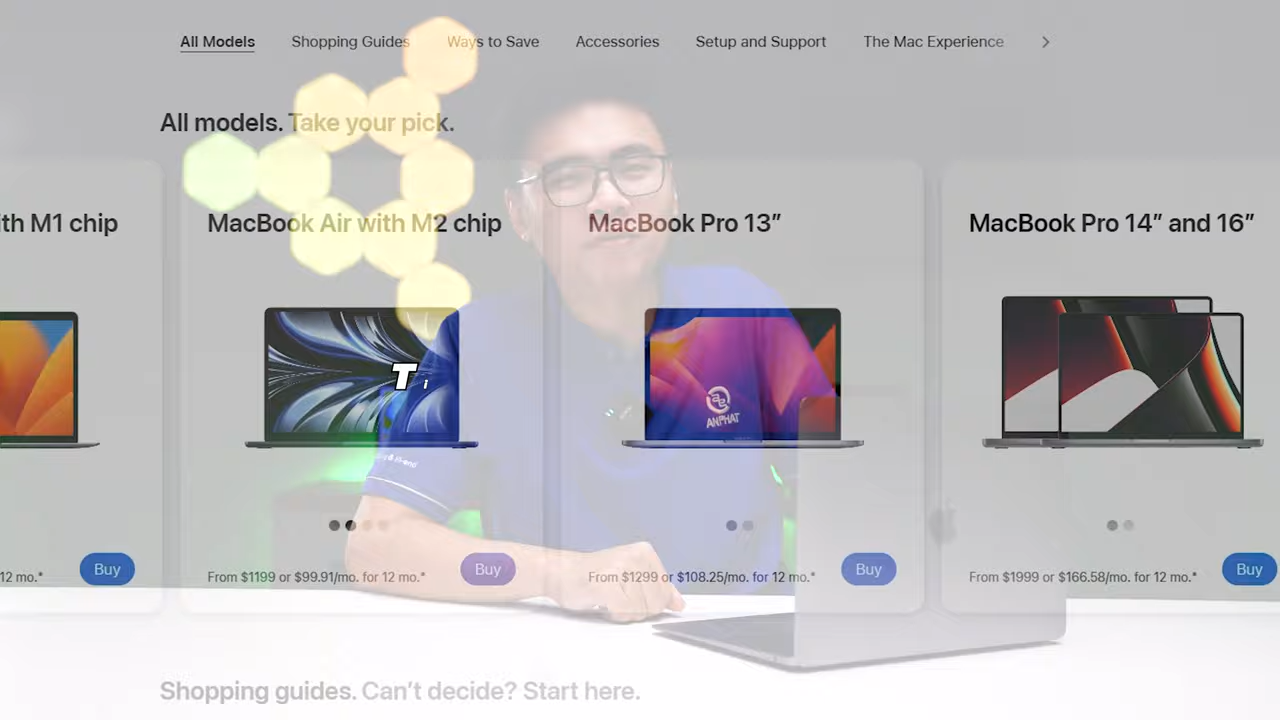 All Models Shopping Guides Ways to Save Accessories Setup and Support The Mac Experience
All models. Take your pick.
ith M1 chip
MacBook Air with M2 chip
MacBook Pro 13″
MacBook Pro 14″ and 16″
T i
ae
ANPHAT
12 mo.*
Buy
From $1199 or $99.91/mo. for 12 mo.*
Buy
From $1299 or $108.25/mo. for 12 mo.*
Buy
From $1999 or $166.58/mo. for 12 mo.*
Buy
Shopping guides. Can’t decide? Start here.